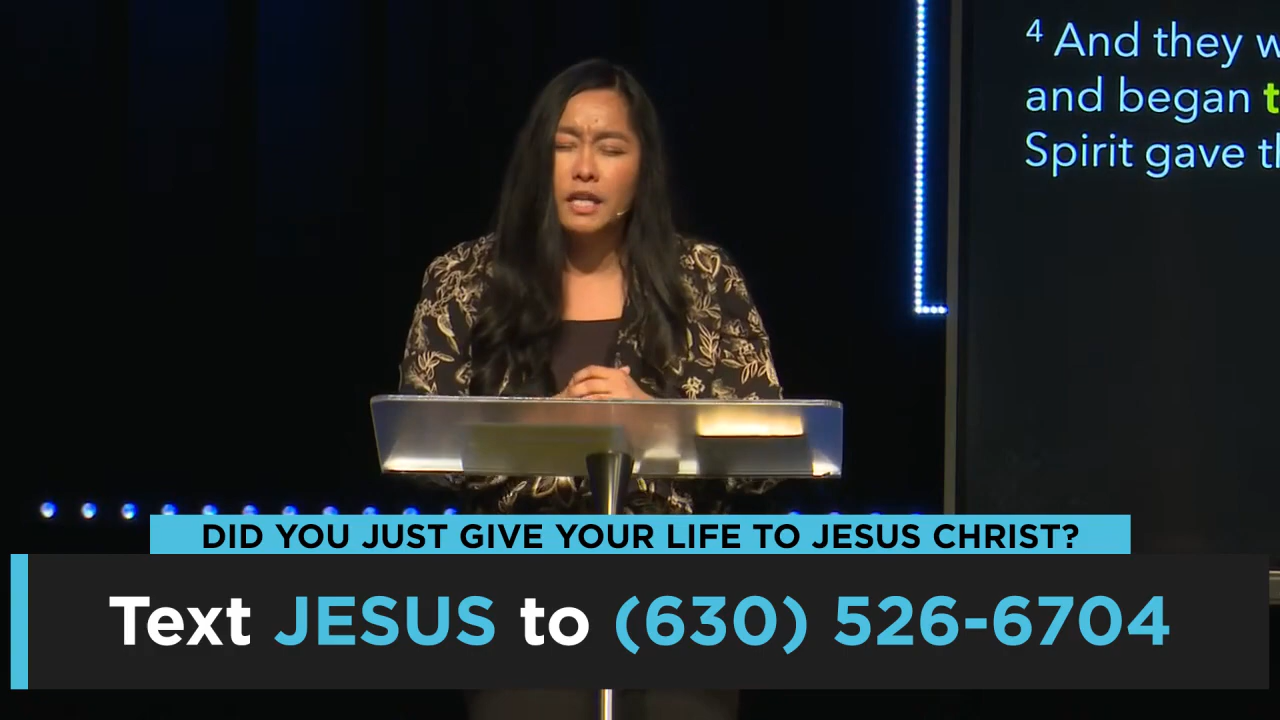 4 And they
and began
Spirit gave
DID YOU JUST GIVE YOUR LIFE TO JESUS CHRIST?
Text JESUS to (630) 526-6704